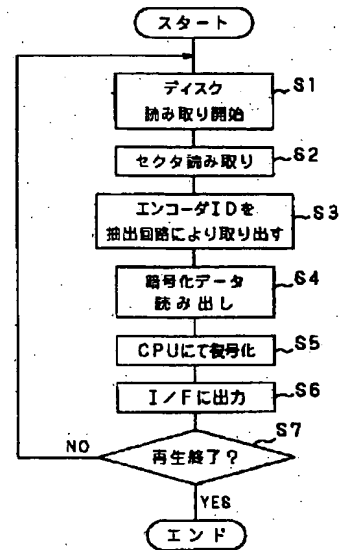 スタート
ディスク
読み取り開始
S1
セクタ読み取り
S2
エンコーダIDを
抽出回路により取り出す
S3
暗号化データ
読み出し
S4
CPUにて復号化
S5
I/Fに出力
S6
再生終了?
S7
NO
YES
エンド